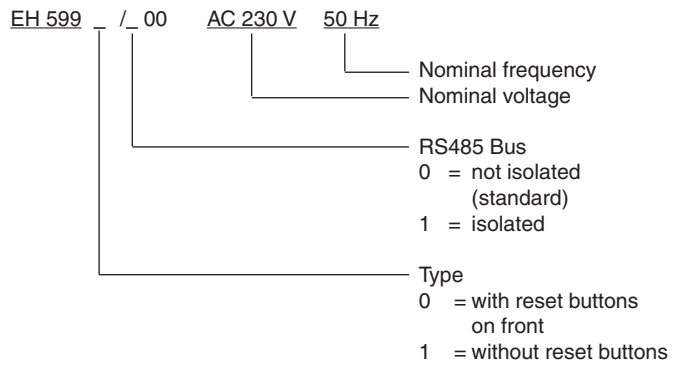 EH 599 _ /_ 00 AC 230 V 50 Hz
Nominal frequency
Nominal voltage
RS485 Bus
0 = not isolated
(standard)
1 = isolated
Type
0 = with reset buttons
on front
1 = without reset buttons